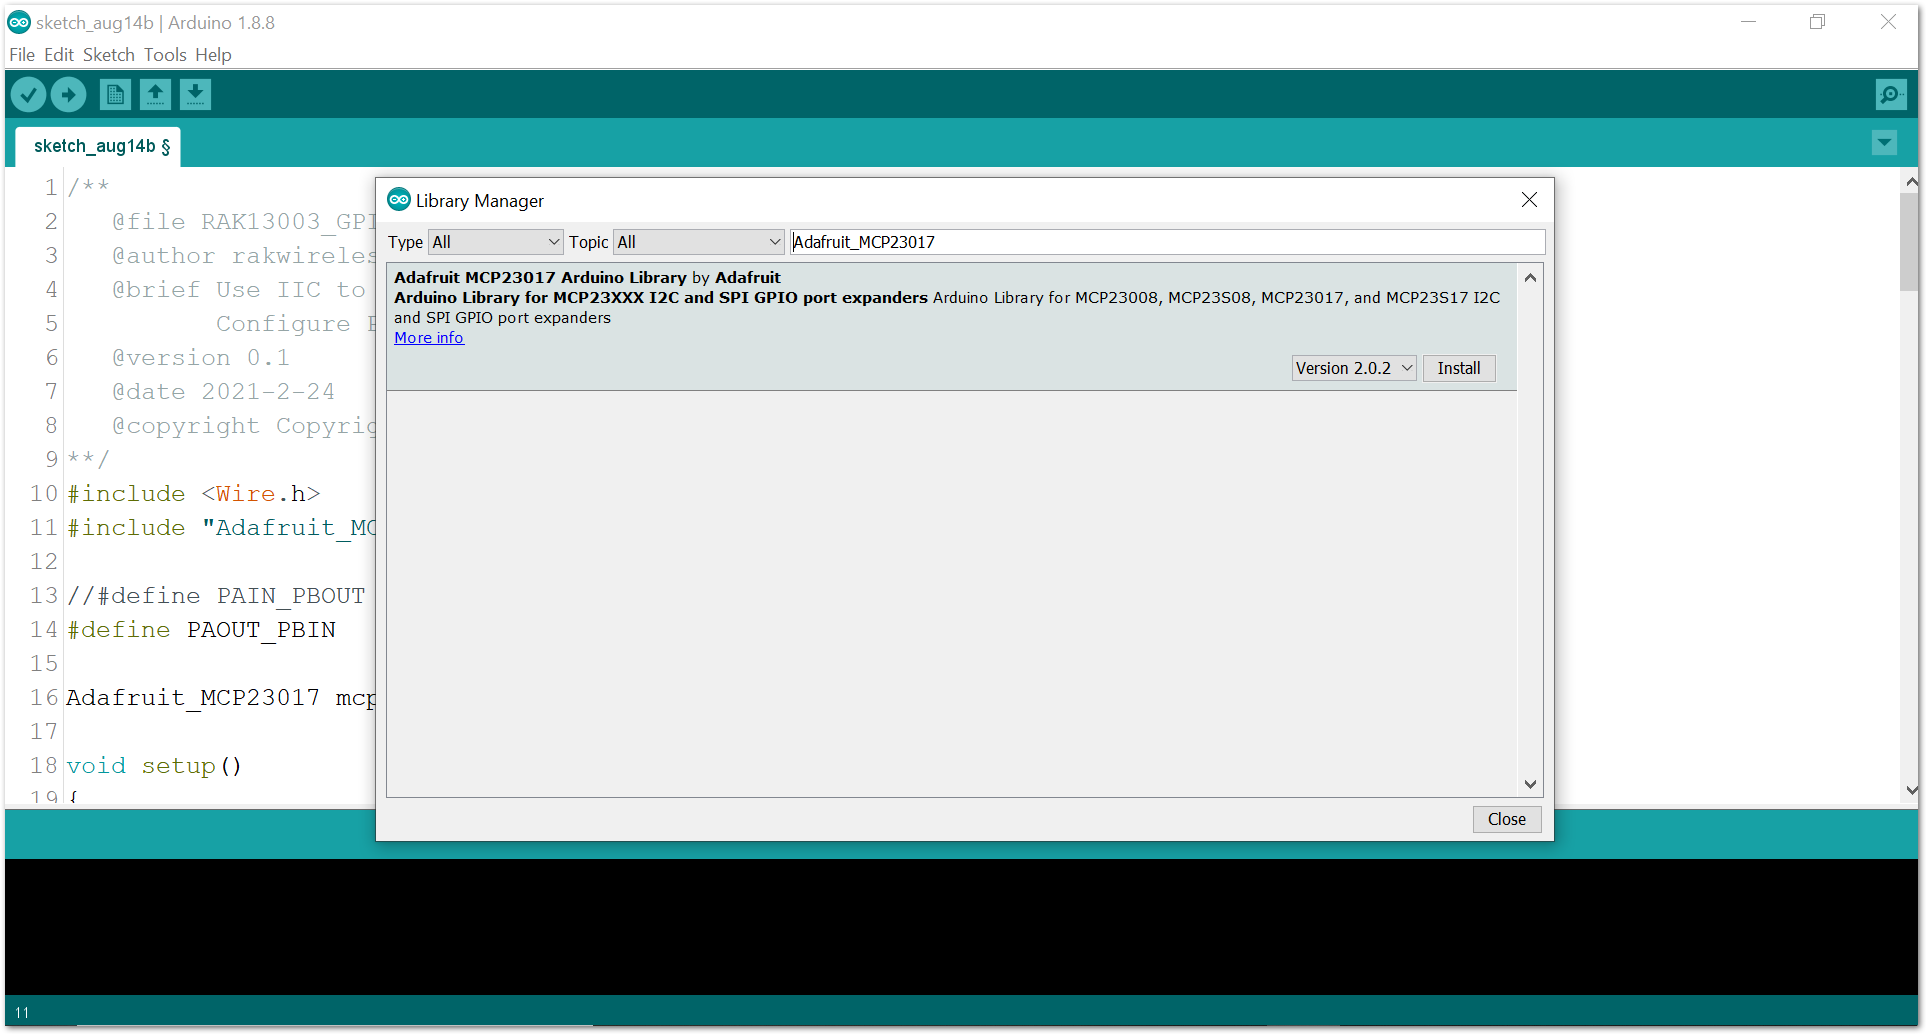 sketch_aug14b | Arduino 1.8.8
File Edit Sketch Tools Help
sketch_aug14b §
1 /**
2 @file RAK13003_GPI
3 @author rakwireles
4 @brief Use IIC to
5 Configure
6 @version 0.1
7 @date 2021-2-24
8 @copyright Copyrig
9 **/
10 #include <Wire.h>
11 #include "Adafruit_MC
12
13 //#define PAIN_PBOUT
14 #define PAOUT_PBIN
15
16 Adafruit_MCP23017 mcp
17
18 void setup()
19 {
Library Manager
Type All Topic All Adafruit_MCP23017
Adafruit MCP23017 Arduino Library by Adafruit
Arduino Library for MCP23XXX I2C and SPI GPIO port expanders Arduino Library for MCP23008, MCP23S08, MCP23017, and MCP23S17 I2C
and SPI GPIO port expanders
More info
Version 2.0.2 Install
Close
11